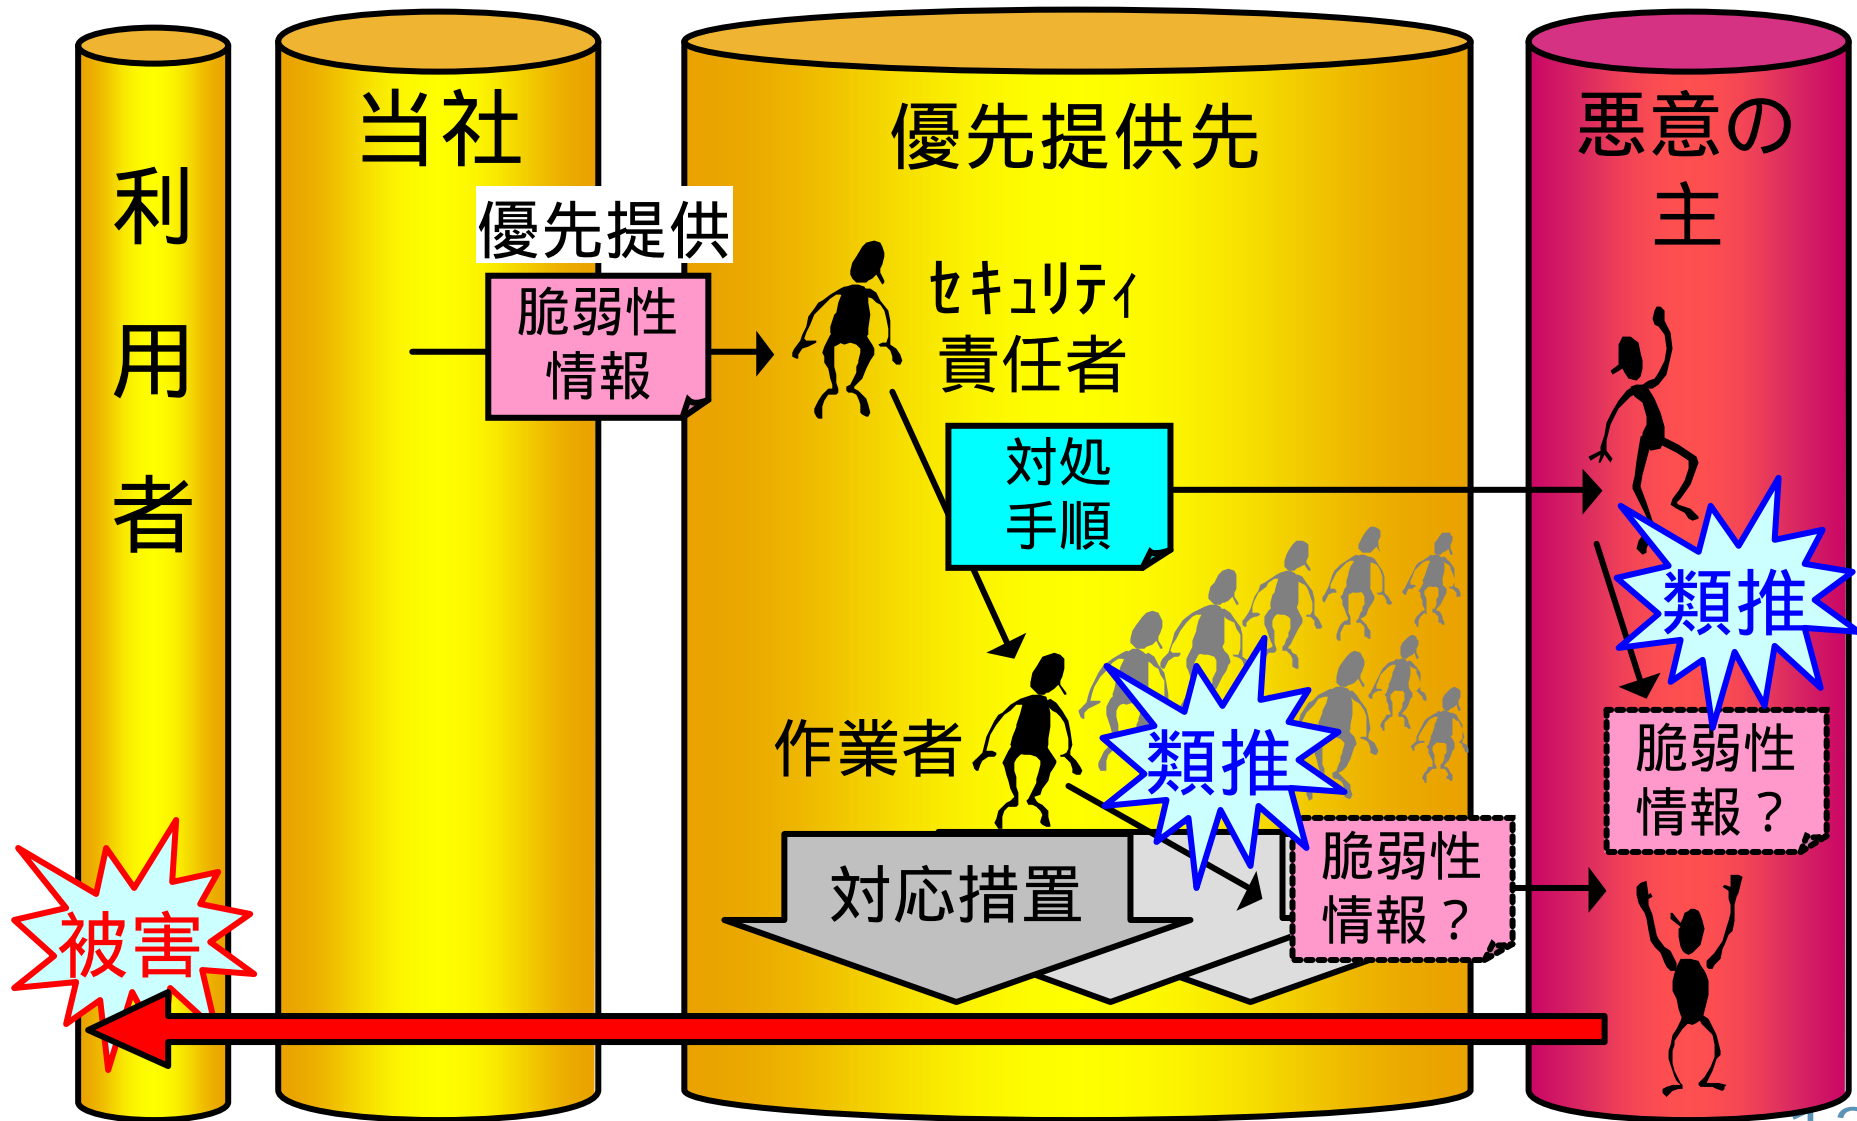 利用者
当社
優先提供先
悪意の
主
優先提供
脆弱性
情報
ｾｷｭﾘﾃｨ
責任者
対処
手順
類推
作業者
類推
脆弱性
情報？
対応措置
脆弱性
情報？
被害